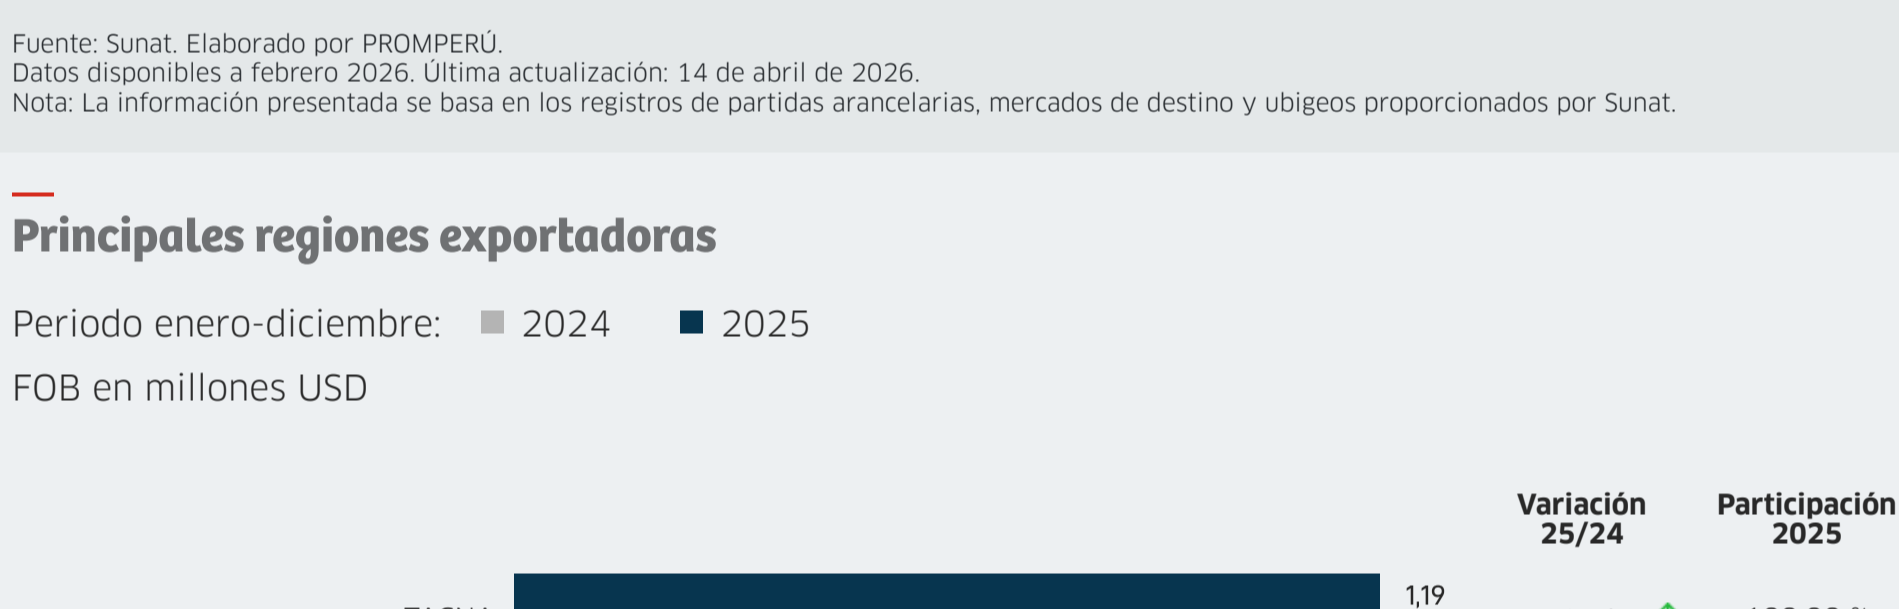 Fuente: Sunat. Elaborado por PROMPERÚ.
Datos disponibles a febrero 2026. Última actualización: 14 de abril de 2026.
Nota: La información presentada se basa en los registros de partidas arancelarias, mercados de destino y ubigeos proporcionados por Sunat.
Principales regiones exportadoras
Periodo enero-diciembre: 2024 2025
FOB en millones USD
Variación 25/24
Participación 2025
1,19